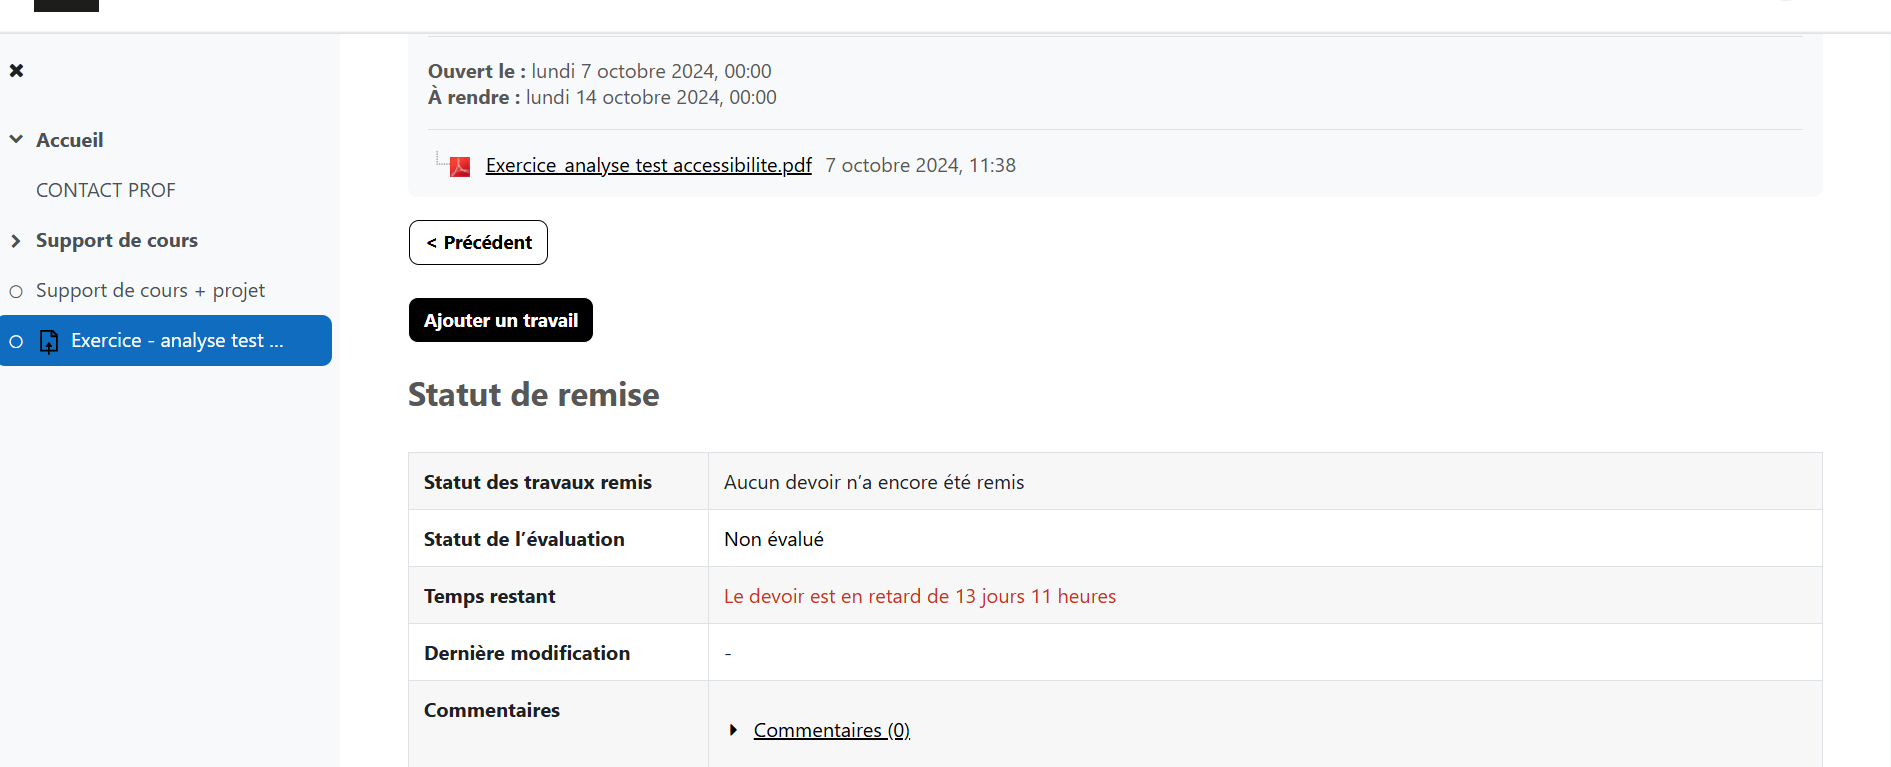 Ouvert le : lundi 7 octobre 2024, 00:00
À rendre : lundi 14 octobre 2024, 00:00
Exercice analyse test accessibilite.pdf 7 octobre 2024, 11:38
Accueil
CONTACT PROF
Support de cours
Support de cours + projet
Exercice - analyse test ...
< Précédent
Ajouter un travail
Statut de remise
Statut des travaux remis Aucun devoir n’a encore été remis
Statut de l’évaluation Non évalué
Temps restant Le devoir est en retard de 13 jours 11 heures
Dernière modification -
Commentaires
Commentaires (0)